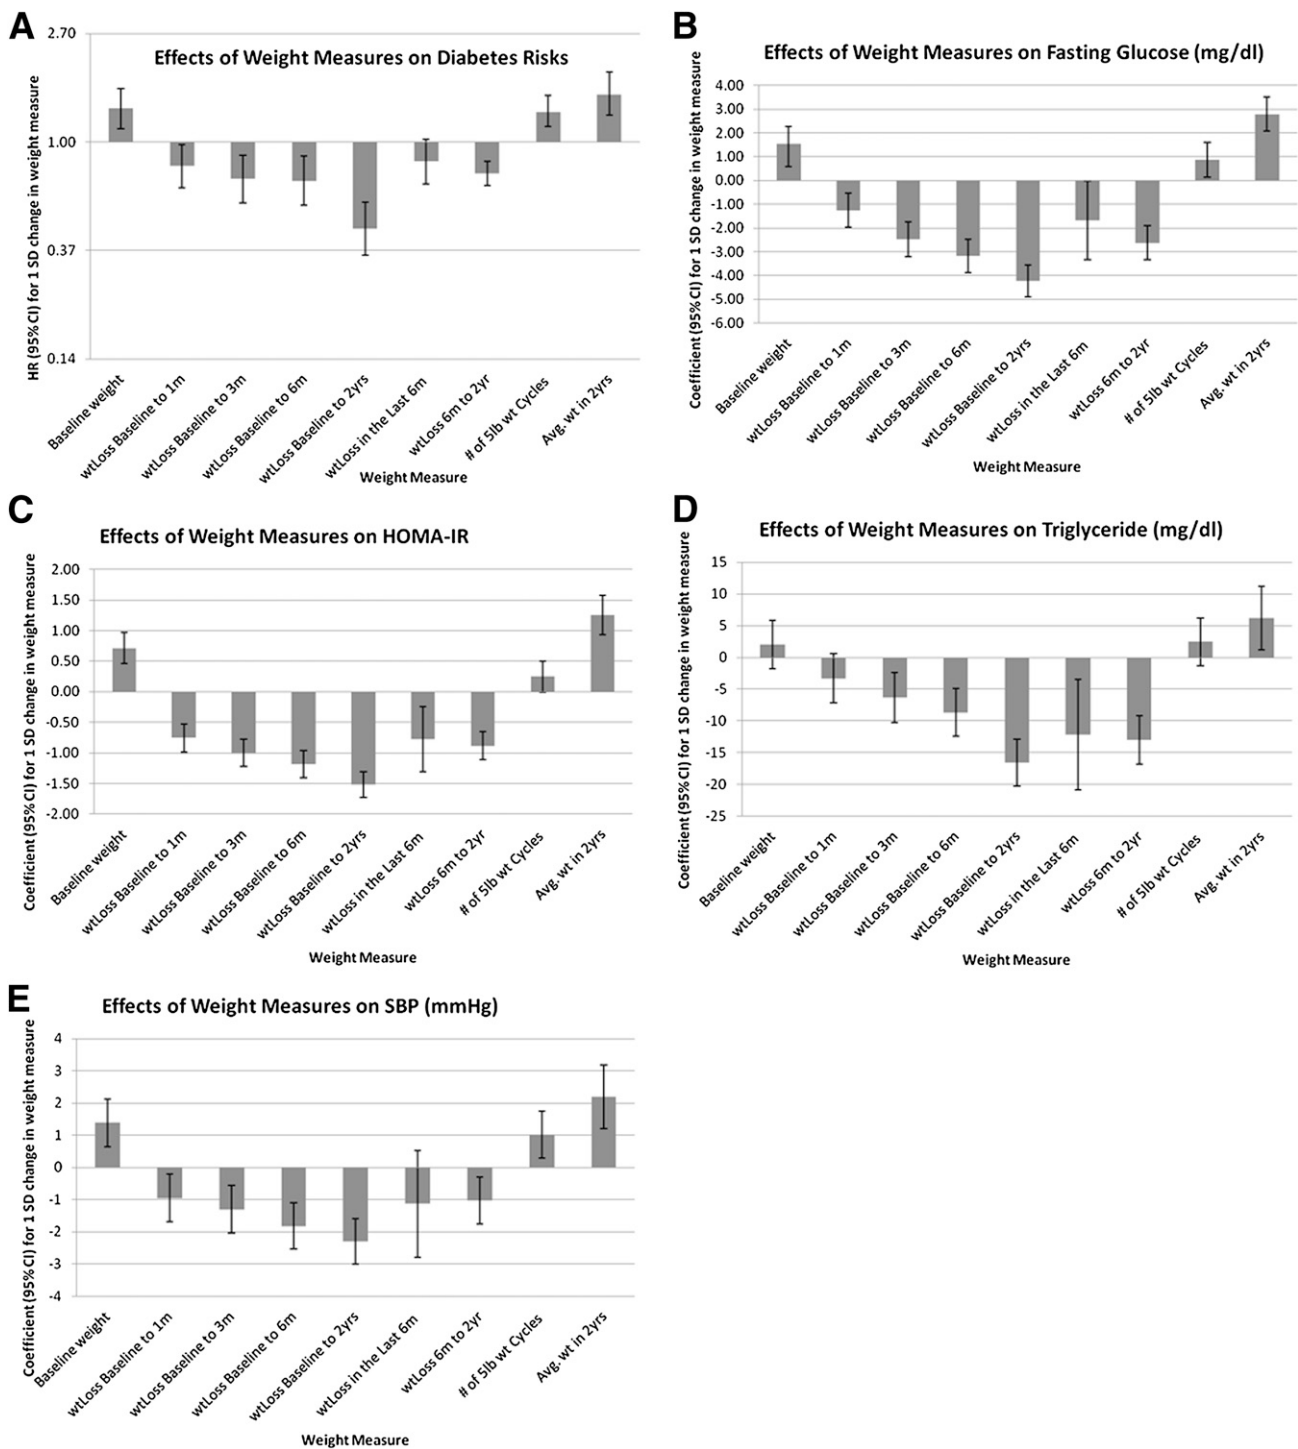 A
Effects of Weight Measures on Diabetes Risks
HR (95% CI) for 1 SD change in weight measure
2.70
1.00
0.37
0.14
Baseline weight
wtLoss Baseline to 1m
wtLoss Baseline to 3m
wtLoss Baseline to 6m
wtLoss Baseline to 2yrs
wtLoss in the Last 6m
wtLoss 6m to 2yr
# of 5lb wt Cycles
Avg. wt in 2yrs
Weight Measure
B
Effects of Weight Measures on Fasting Glucose (mg/dl)
Coefficient (95% CI) for 1 SD change in weight measure
4.00
3.00
2.00
1.00
0.00
-1.00
-2.00
-3.00
-4.00
-5.00
-6.00
Baseline weight
wtLoss Baseline to 1m
wtLoss Baseline to 3m
wtLoss Baseline to 6m
wtLoss Baseline to 2yrs
wtLoss in the Last 6m
wtLoss 6m to 2yr
# of 5lb wt Cycles
Avg. wt in 2yrs
Weight Measure
C
Effects of Weight Measures on HOMA-IR
Coefficient (95% CI) for 1 SD change in weight measure
2.00
1.50
1.00
0.50
0.00
-0.50
-1.00
-1.50
-2.00
Baseline weight
wtLoss Baseline to 1m
wtLoss Baseline to 3m
wtLoss Baseline to 6m
wtLoss Baseline to 2yrs
wtLoss in the Last 6m
wtLoss 6m to 2yr
# of 5lb wt Cycles
Avg. wt in 2yrs
Weight Measure
D
Effects of Weight Measures on Triglyceride (mg/dl)
Coefficient (95% CI) for 1 SD change in weight measure
15
10
5
0
-5
-10
-15
-20
-25
Baseline weight
wtLoss Baseline to 1m
wtLoss Baseline to 3m
wtLoss Baseline to 6m
wtLoss Baseline to 2yrs
wtLoss in the Last 6m
wtLoss 6m to 2yr
# of 5lb wt Cycles
Avg. wt in 2yrs
Weight Measure
E
Effects of Weight Measures on SBP (mmHg)
Coefficient (95% CI) for 1 SD change in weight measure
4
3
2
1
0
-1
-2
-3
-4
Baseline weight
wtLoss Baseline to 1m
wtLoss Baseline to 3m
wtLoss Baseline to 6m
wtLoss Baseline to 2yrs
wtLoss in the Last 6m
wtLoss 6m to 2yr
# of 5lb wt Cycles
Avg. wt in 2yrs
Weight Measure